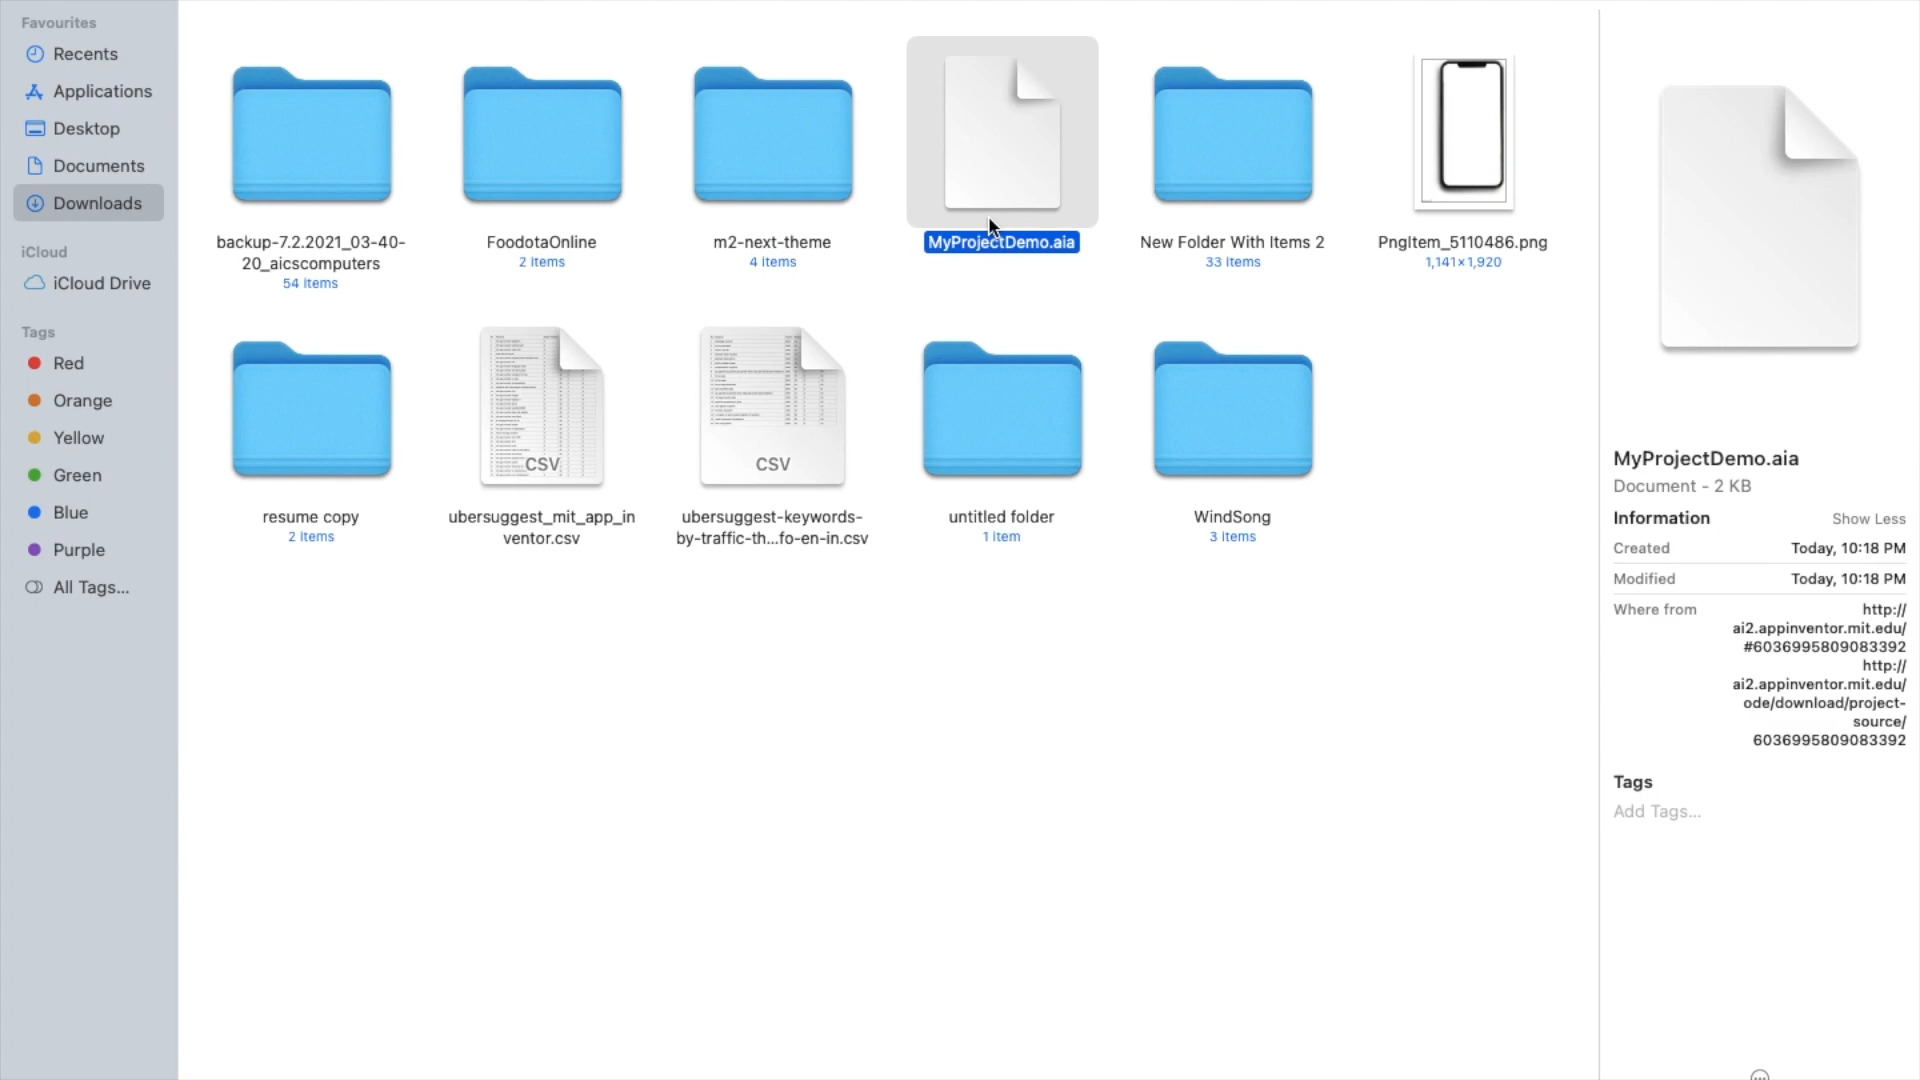 Favourites
Recents
Applications
Desktop
Documents
Downloads
iCloud
iCloud Drive
Tags
Red
Orange
Yellow
Green
Blue
Purple
All Tags...
backup-7.2.2021_03-40-
20_aicscomputers
54 items
FoodotaOnline
2 items
m2-next-theme
4 items
MyProjectDemo.aia
New Folder With Items 2
33 items
PngItem_5110486.png
1,141×1,920
resume copy
2 items
CSV
ubersuggest_mit_app_in
ventor.csv
CSV
ubersuggest-keywords-
by-traffic-th...fo-en-in.csv
untitled folder
1 item
WindSong
3 items
MyProjectDemo.aia
Document - 2 KB
Information Show Less
Created Today, 10:18 PM
Modified Today, 10:18 PM
Where from http://
ai2.appinventor.mit.edu/
#6036995809083392
http://
ai2.appinventor.mit.edu/
ode/download/project-
source/
6036995809083392
Tags
Add Tags...